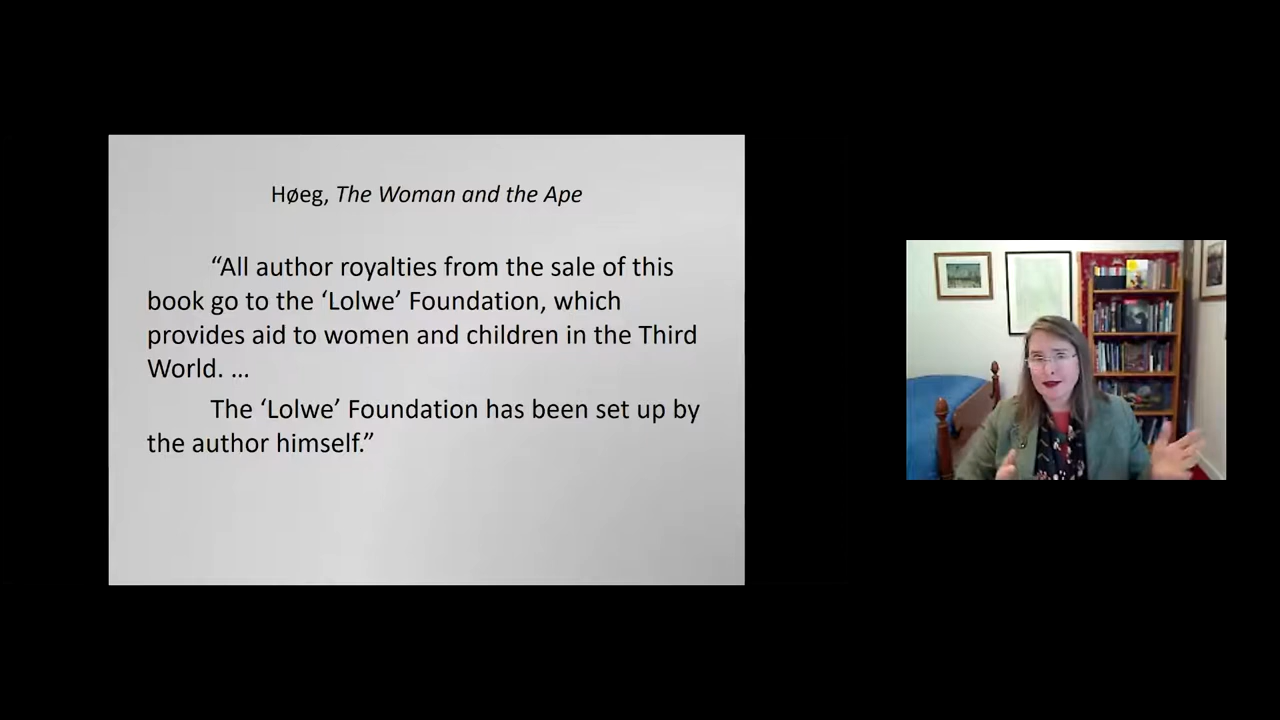 Høeg, The Woman and the Ape
“All author royalties from the sale of this
book go to the ‘Lolwe’ Foundation, which
provides aid to women and children in the Third
World. …
The ‘Lolwe’ Foundation has been set up by
the author himself.”